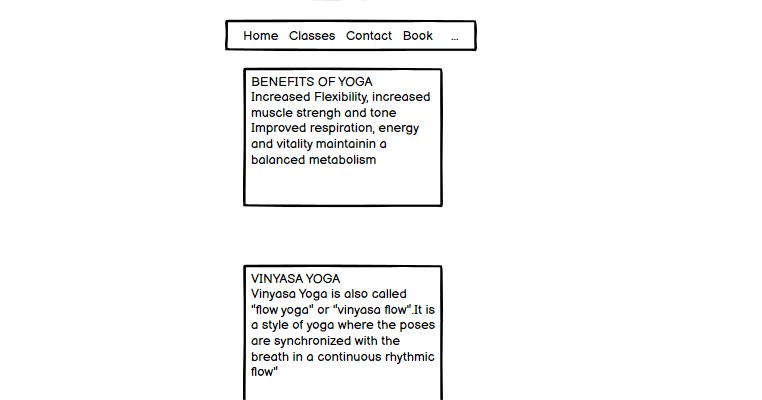 Home Classes Contact Book ...
BENEFITS OF YOGA
Increased Flexibility, increased
muscle strengh and tone
Improved respiration, energy
and vitality maintainin a
balanced metabolism
VINYASA YOGA
Vinyasa Yoga is also called
"flow yoga" or "vinyasa flow".It is
a style of yoga where the poses
are synchronized with the
breath in a continuous rhythmic
flow"